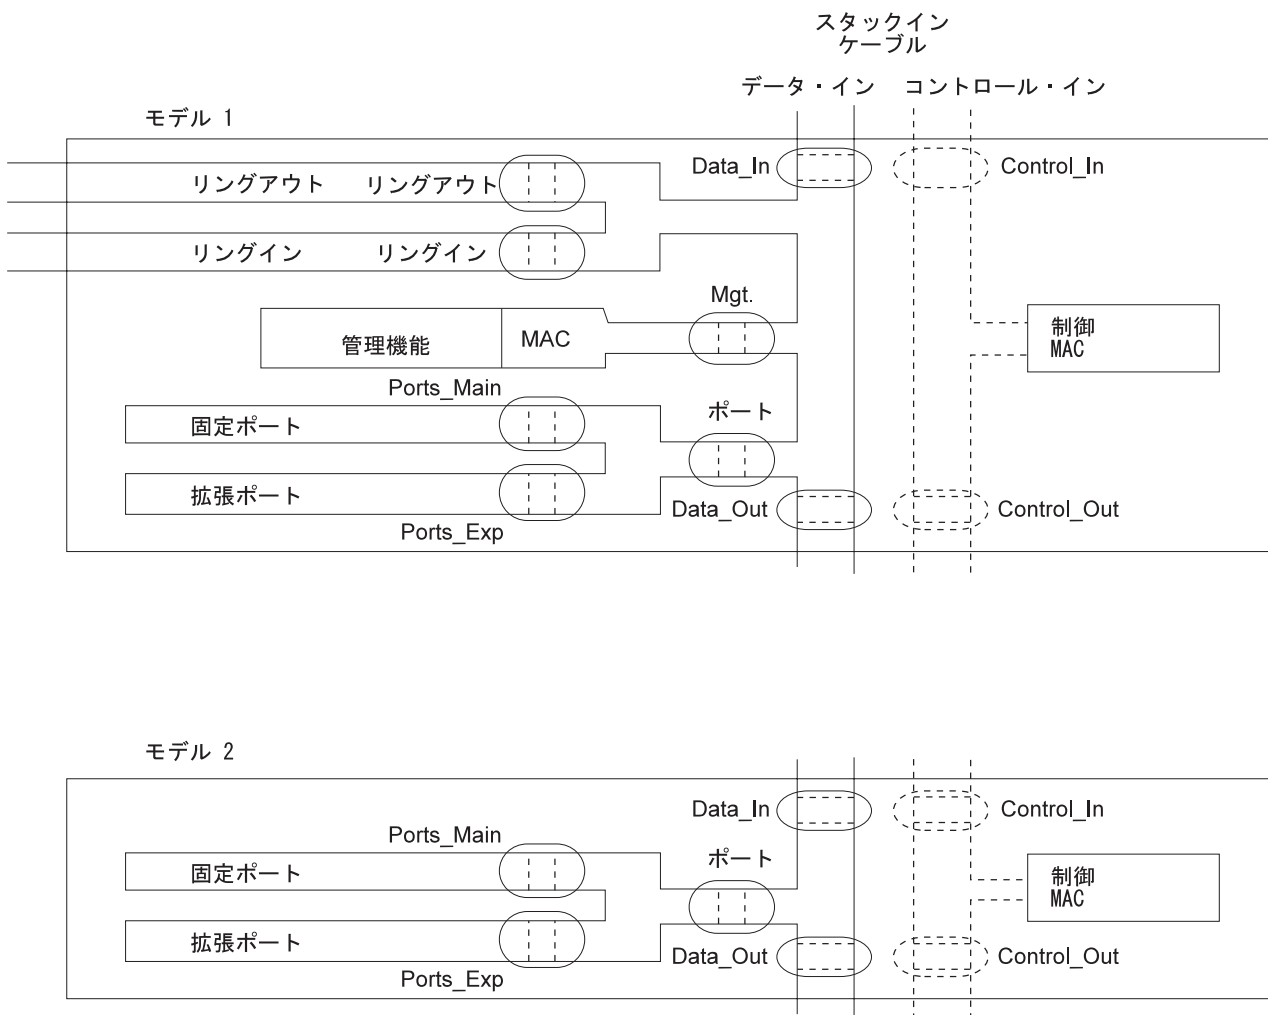 スタックイン
ケーブル
データ・イン コントロール・イン
モデル 1
リングアウト リングアウト Data_In Control_In
リングイン リングイン
Mgt.
管理機能 MAC 制御
MAC
Ports_Main
固定ポート ポート
拡張ポート Data_Out Control_Out
Ports_Exp
モデル 2
Data_In Control_In
Ports_Main
固定ポート ポート 制御
MAC
拡張ポート Data_Out Control_Out
Ports_Exp